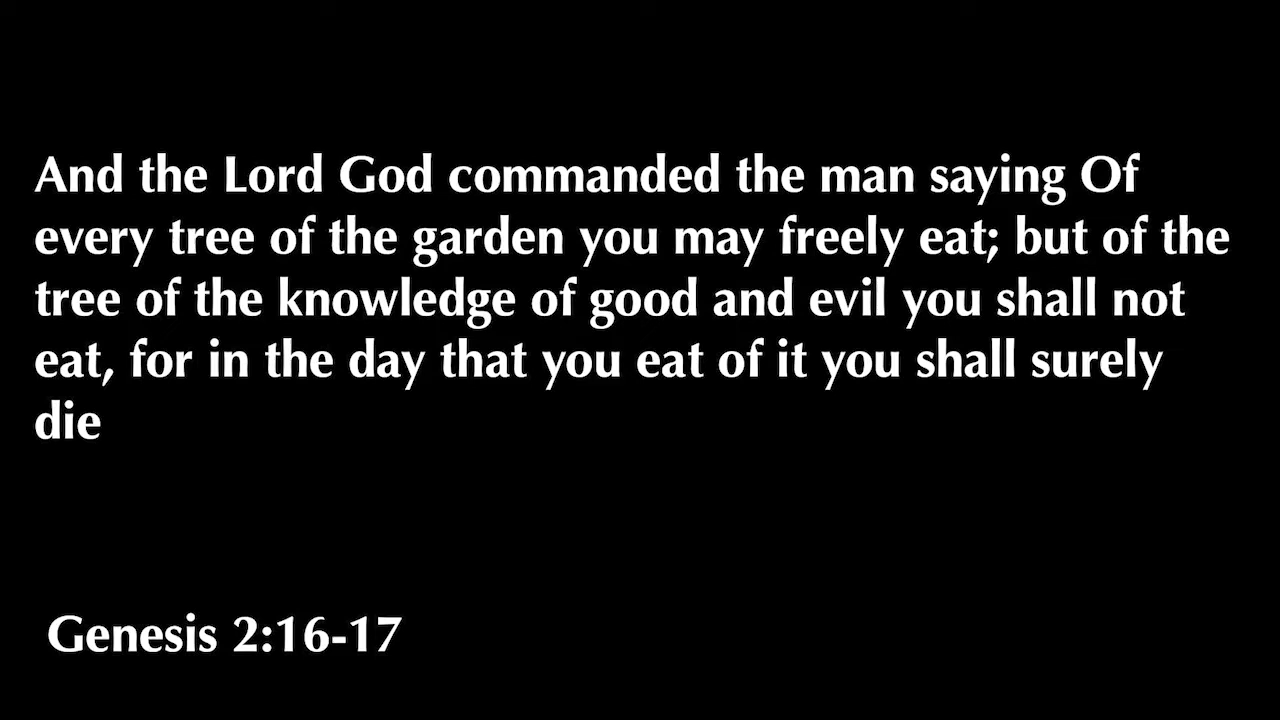 And the Lord God commanded the man saying Of
every tree of the garden you may freely eat; but of the
tree of the knowledge of good and evil you shall not
eat, for in the day that you eat of it you shall surely
die
Genesis 2:16-17